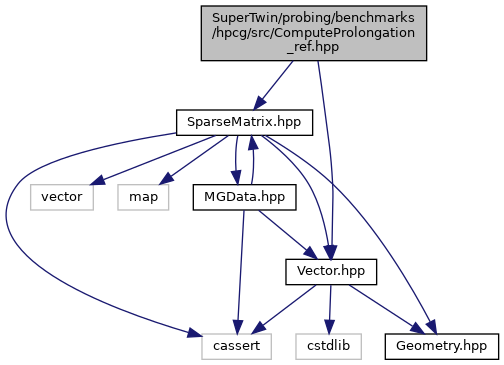 SuperTwin/probing/benchmarks
/hpcg/src/ComputeProlongation
_ref.hpp
SparseMatrix.hpp
vector
map
MGData.hpp
Vector.hpp
cassert
cstdlib
Geometry.hpp